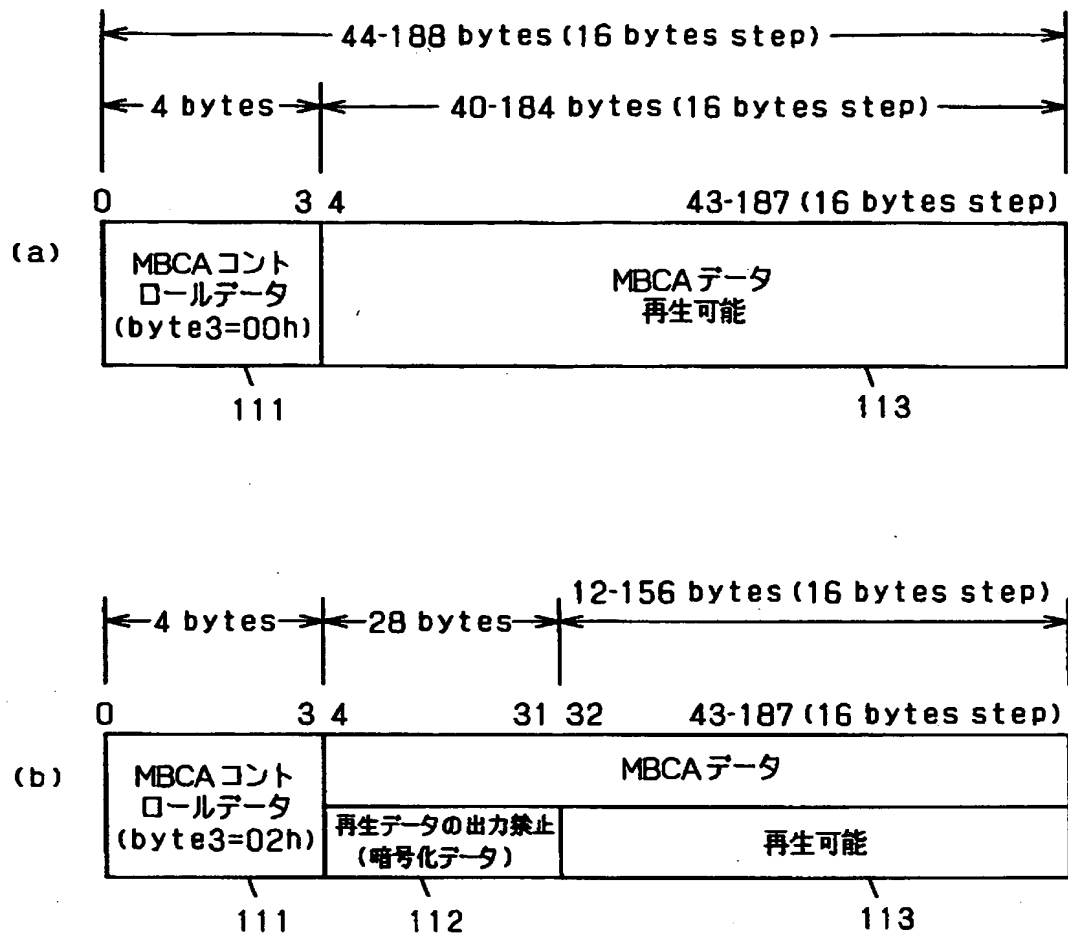 44-188 bytes (16 bytes step)
4 bytes
40-184 bytes (16 bytes step)
0
3
4
43-187 (16 bytes step)
(a)
MBCAコント
ロールデータ
(byte3=00h)
MBCAデータ
再生可能
111
113
12-156 bytes (16 bytes step)
4 bytes
28 bytes
0
3
4
31
32
43-187 (16 bytes step)
(b)
MBCAコント
ロールデータ
(byte3=02h)
MBCAデータ
再生データの出力禁止
(暗号化データ)
再生可能
111
112
113